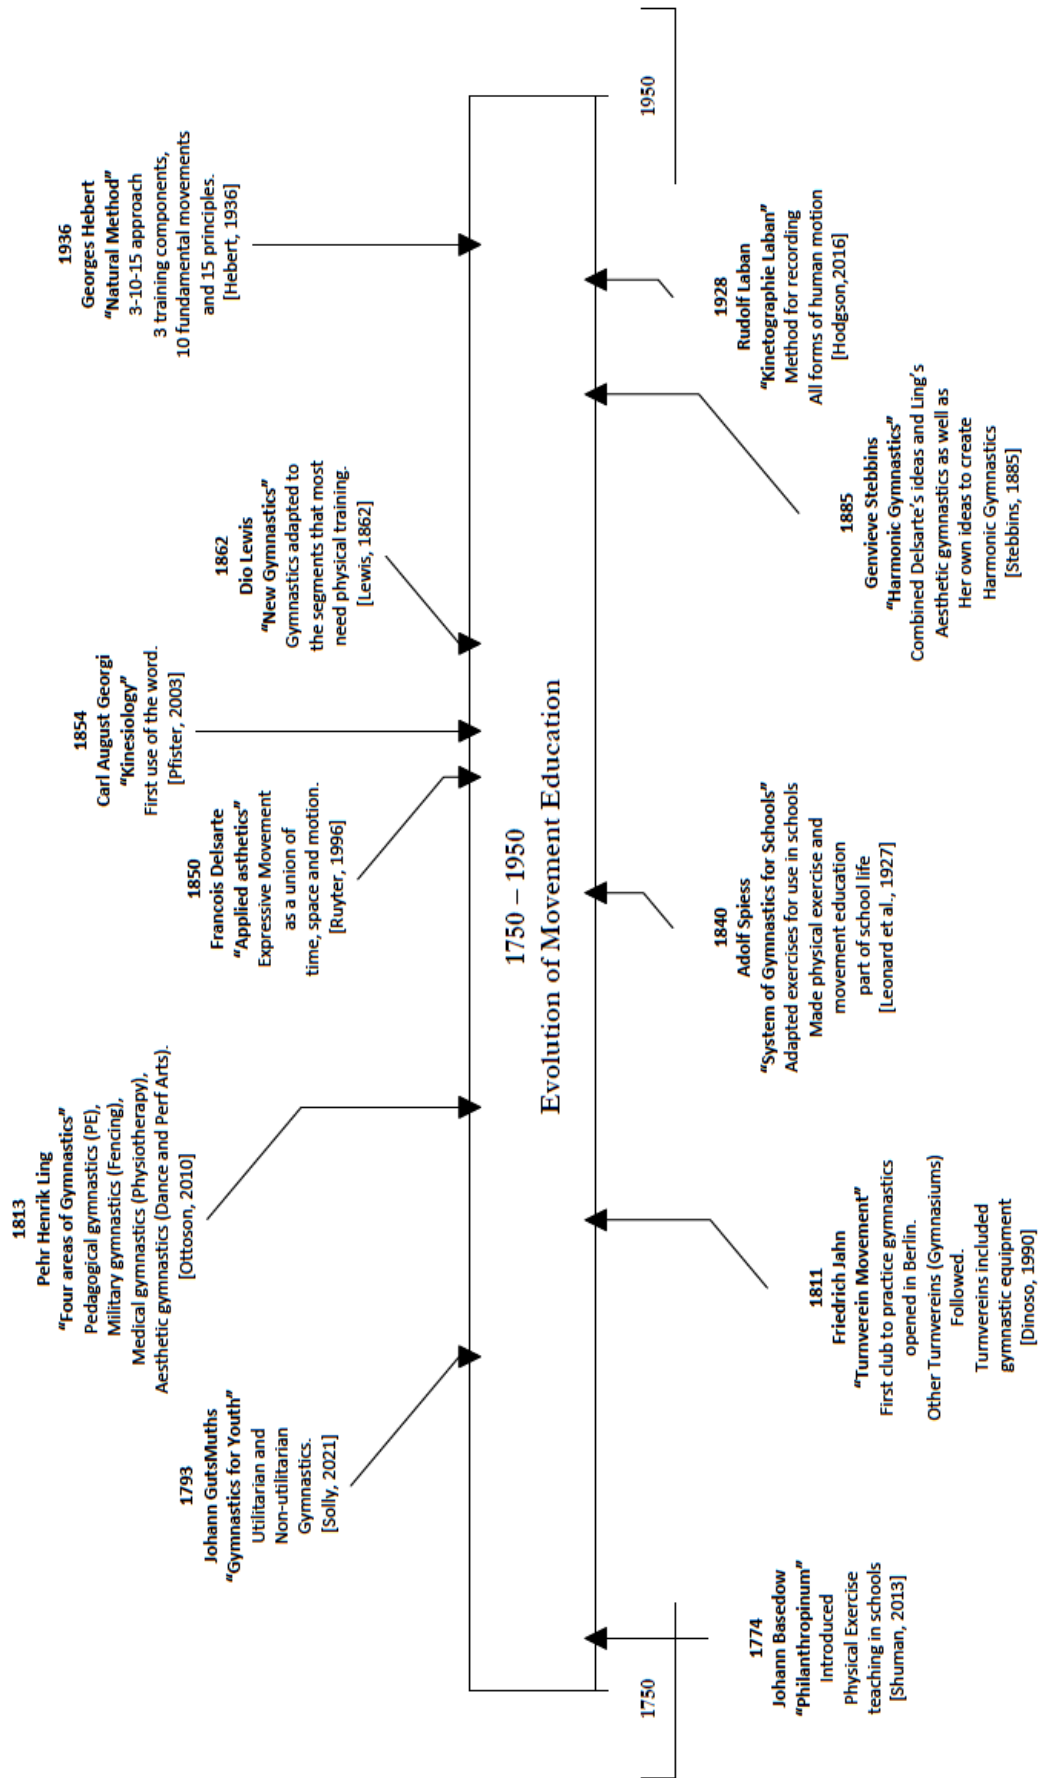 1793
Johann GutsMuths
"Gymnastics for Youth"
Utilitarian and
Non-utilitarian
Gymnastics.
[Solly, 2021]
1813
Pehr Henrik Ling
"Four areas of Gymnastics"
Pedagogical gymnastics (PE),
Military gymnastics (Fencing),
Medical gymnastics (Physiotherapy),
Aesthetic gymnastics (Dance and Perf Arts).
[Ottoson, 2010]
1850
Francois Delsarte
"Applied asthetics"
Expressive Movement
as a union of
time, space and motion.
[Ruyter, 1996]
1854
Carl August Georgi
"Kinesiology"
First use of the word.
[Pfister, 2003]
1862
Dio Lewis
"New Gymnastics"
Gymnastics adapted to
the segments that most
need physical training.
[Lewis, 1862]
1936
Georges Hebert
"Natural Method"
3-10-15 approach
3 training components,
10 fundamental movements
and 15 principles.
[Hebert, 1936]
1750 – 1950
Evolution of Movement Education
1750
1950
1774
Johann Basedow
"Philanthropinum"
Introduced
Physical Exercise
teaching in schools
[Shuman, 2013]
1811
Friedrich Jahn
"Turnverein Movement"
First club to practice gymnastics
opened in Berlin.
Other Turnvereins (Gymnasiums)
Followed.
Turnvereins included
gymnastic equipment
[Dinoso, 1990]
1840
Adolf Spiess
"System of Gymnastics for Schools"
Adapted exercises for use in schools
Made physical exercise and
movement education
part of school life
[Leonard et al., 1927]
1885
Genvieve Stebbins
"Harmonic Gymnastics"
Combined Delsarte's ideas and Ling's
Aesthetic gymnastics as well as
Her own ideas to create
Harmonic Gymnastics
[Stebbins, 1885]
1928
Rudolf Laban
"Kinetographie Laban"
Method for recording
All forms of human motion
[Hodgson,2016]